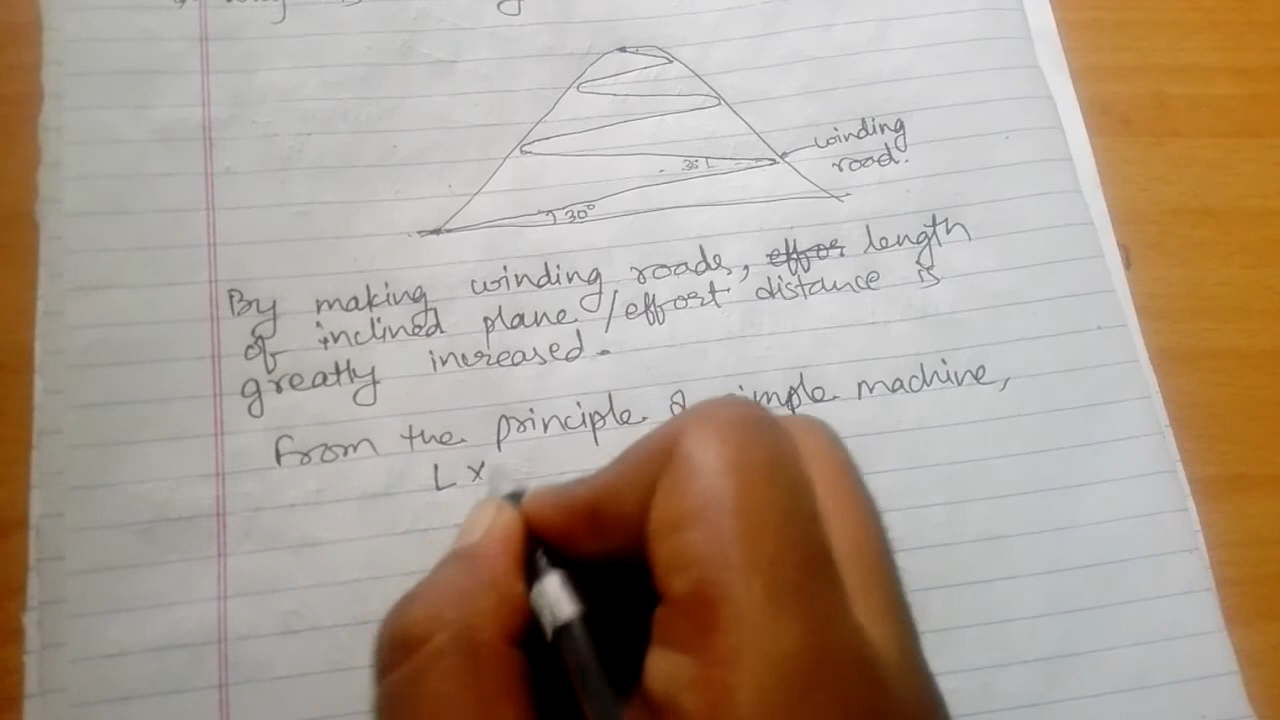 winding
road.
30°
By making winding roads, effor length
of inclined plane / effort distance is
greatly increased.
From the principle simple machine,
L x